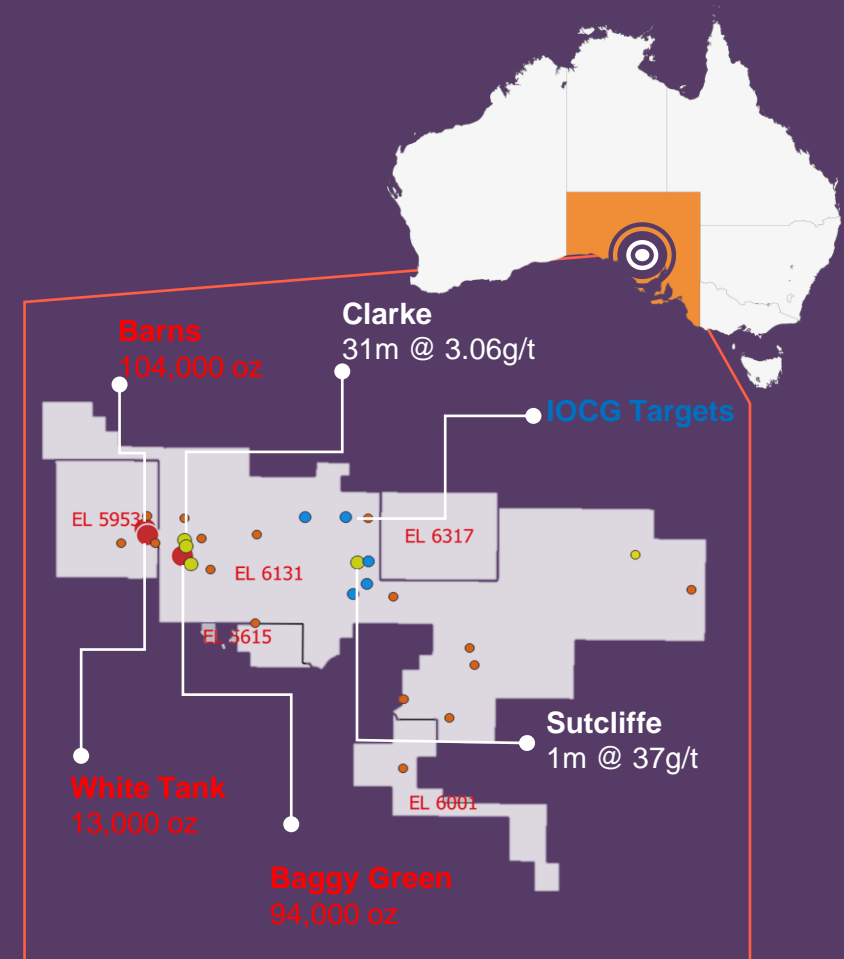 Clarke
31m @ 3.06g/t
Barns
104,000 oz
IOCG Targets
EL 5953
EL 6317
EL 6131
EL 5615
Sutcliffe
1m @ 37g/t
White Tank
13,000 oz
EL 6001
Baggy Green
94,000 oz